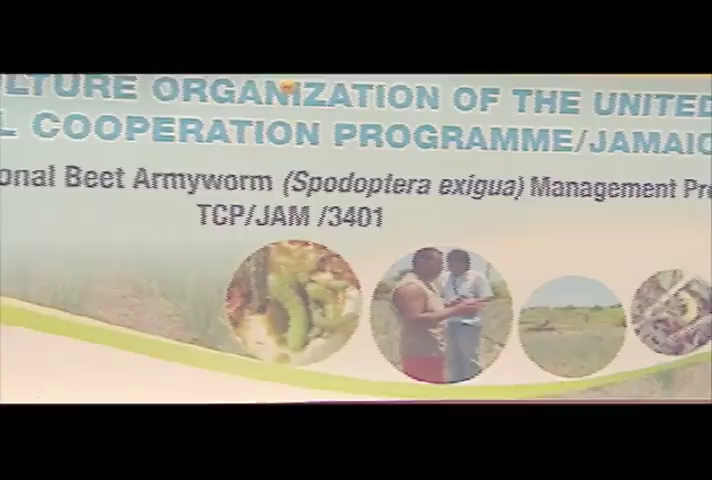 LTURE ORGANIZATION OF THE UNITED
L COOPERATION PROGRAMME/JAMAIC
onal Beet Armyworm (Spodoptera exigua) Management Pr
TCP/JAM /3401